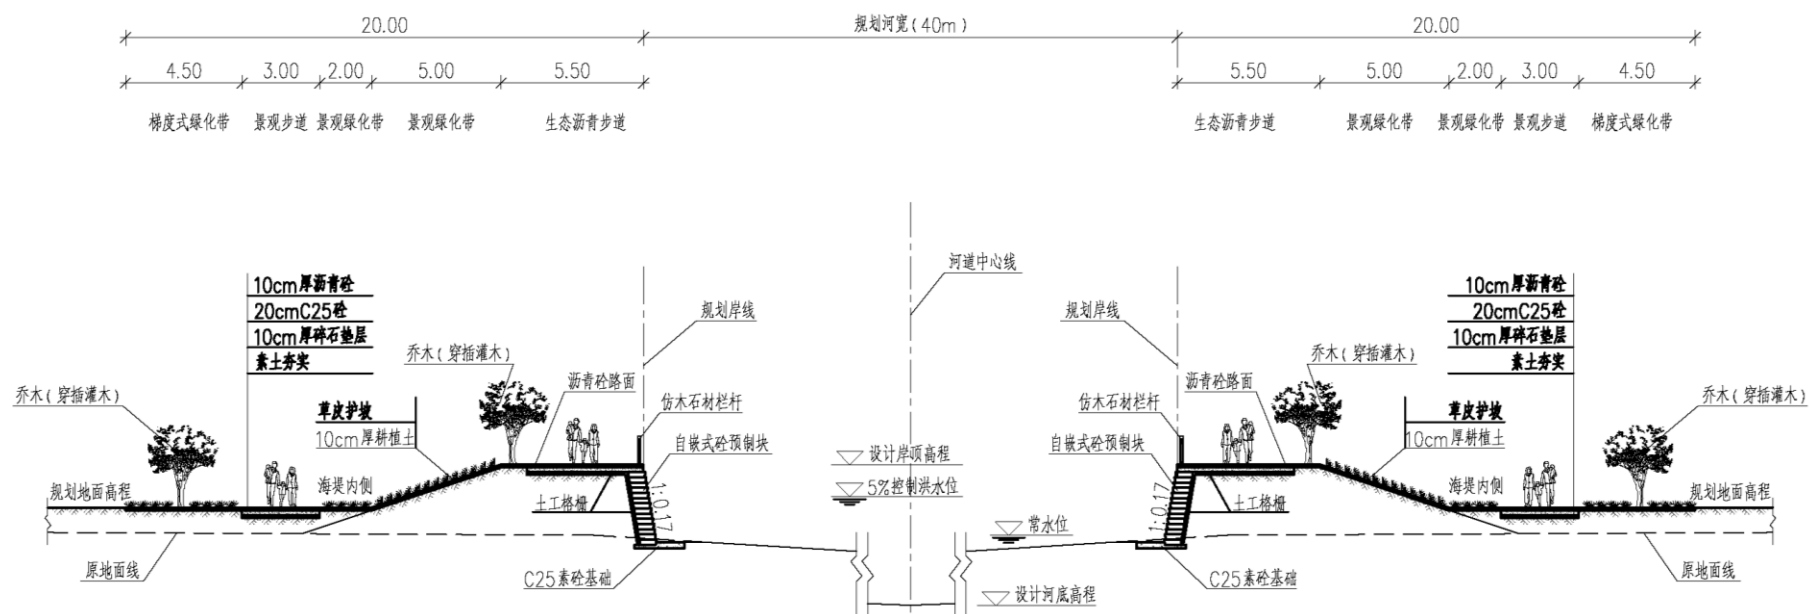 20.00
规划河宽(40m)
20.00
4.50
3.00
2.00
5.00
5.50
5.50
5.00
2.00
3.00
4.50
梯度式绿化带
景观步道
景观绿化带
景观绿化带
生态沥青步道
生态沥青步道
景观绿化带
景观绿化带
景观步道
梯度式绿化带
河道中心线
10cm厚沥青砼
20cmC25砼
10cm厚碎石垫层
素土夯实
规划岸线
规划岸线
10cm厚沥青砼
20cmC25砼
10cm厚碎石垫层
素土夯实
乔木(穿插灌木)
乔木(穿插灌木)
沥青砼路面
沥青砼路面
乔木(穿插灌木)
乔木(穿插灌木)
草皮护坡
10cm厚耕植土
仿木石材栏杆
自嵌式砼预制块
仿木石材栏杆
自嵌式砼预制块
草皮护坡
10cm厚耕植土
设计岸顶高程
5%控制洪水位
常水位
设计河底高程
规划地面高程
海堤内侧
土工格栅
1:0.17
1:0.17
土工格栅
海堤内侧
规划地面高程
原地面线
C25素砼基础
C25素砼基础
原地面线